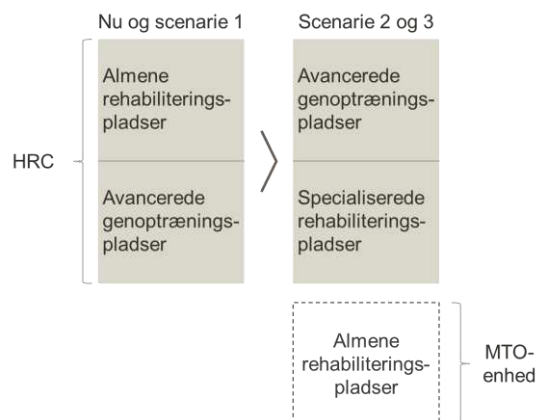 Nu og scenarie 1
Scenarie 2 og 3
HRC
Almene
rehabiliterings-
pladser
Avancerede
genoptrænings-
pladser
Avancerede
genoptrænings-
pladser
Specialiserede
rehabiliterings-
pladser
Almene
rehabiliterings-
pladser
MTO-
enhed